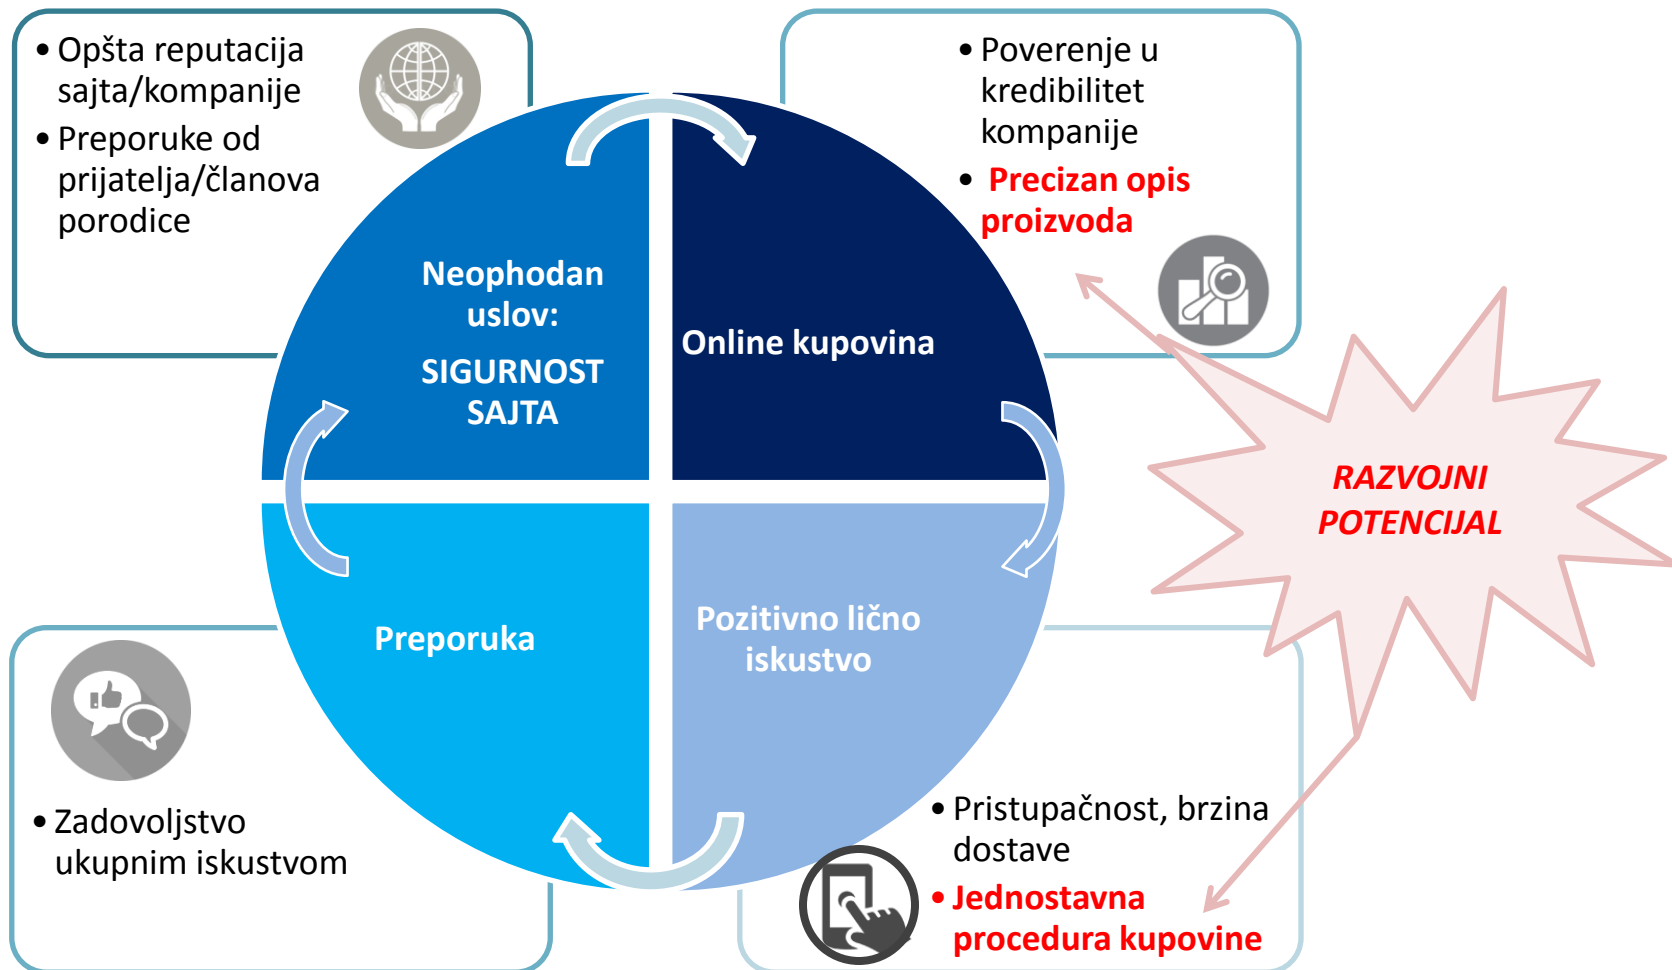 • Opšta reputacija
sajta/kompanije
• Preporuke od
prijatelja/članova
porodice
• Poverenje u
kredibilitet
kompanije
• Precizan opis
proizvoda
Neophodan
uslov:
SIGURNOST
SAJTA
Online kupovina
RAZVOJNI
POTENCIJAL
Preporuka
Pozitivno lično
iskustvo
• Zadovoljstvo
ukupnim iskustvom
• Pristupačnost, brzina
dostave
• Jednostavna
procedura kupovine